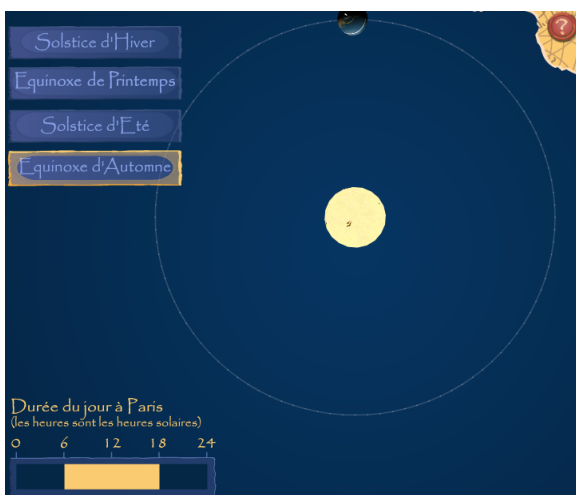 Solstice d'Hiver
Equinoxe de Printemps
Solstice d'Eté
Equinoxe d'Automne
?
Durée du jour à Paris
(les heures sont les heures solaires)
0 6 12 18 24